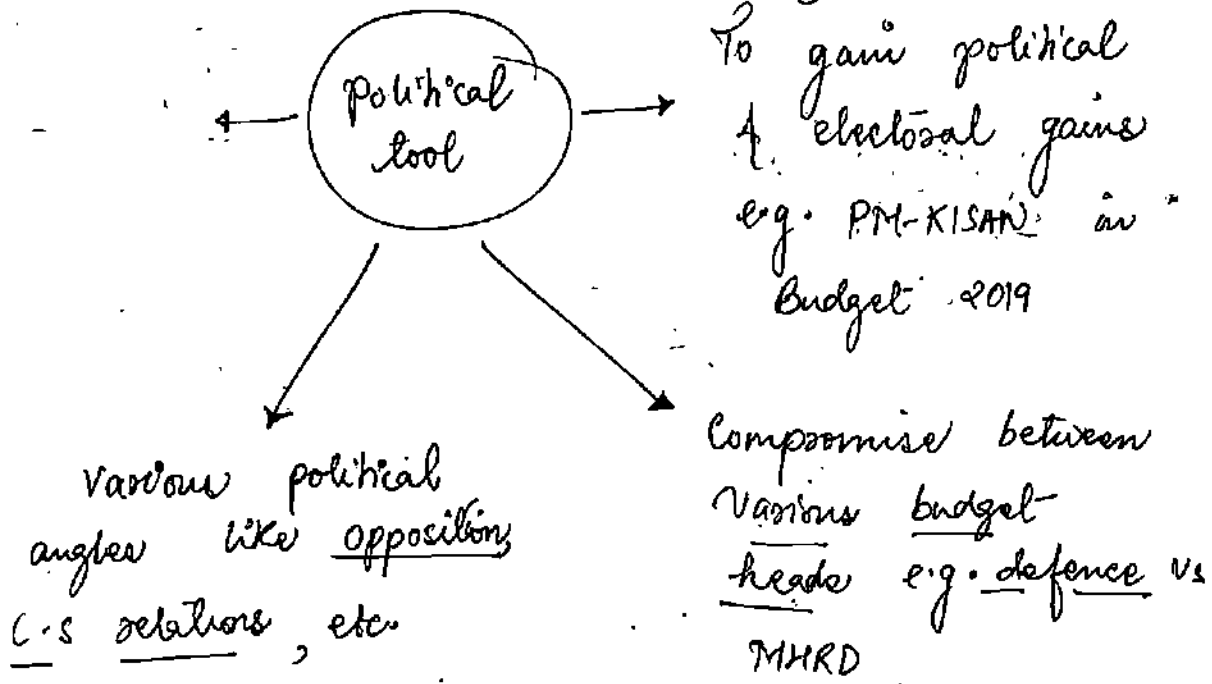 Political
tool
To gain political
& electoral gains
e.g. PM-KISAN in
Budget 2019
Various political
angles like opposition,
C-S relations, etc.
Compromise between
various budget
heads e.g. defence vs
MHRD